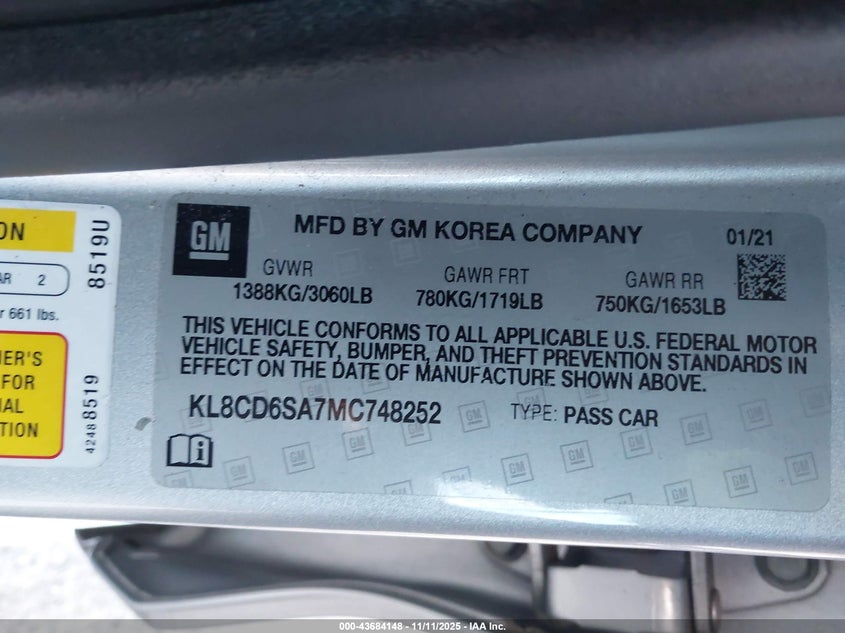 ON
AR 2
r 661 lbs.
8519U
ER'S
FOR
AL
TION
42488519
GM
MFD BY GM KOREA COMPANY
01/21
GVWR
1388KG/3060LB
GAWR FRT
780KG/1719LB
GAWR RR
750KG/1653LB
THIS VEHICLE CONFORMS TO ALL APPLICABLE U.S. FEDERAL MOTOR
VEHICLE SAFETY, BUMPER, AND THEFT PREVENTION STANDARDS IN
EFFECT ON THE DATE OF MANUFACTURE SHOWN ABOVE.
KL8CD6SA7MC748252
TYPE: PASS CAR
000-43684148 - 11/11/2025 - IAA Inc.